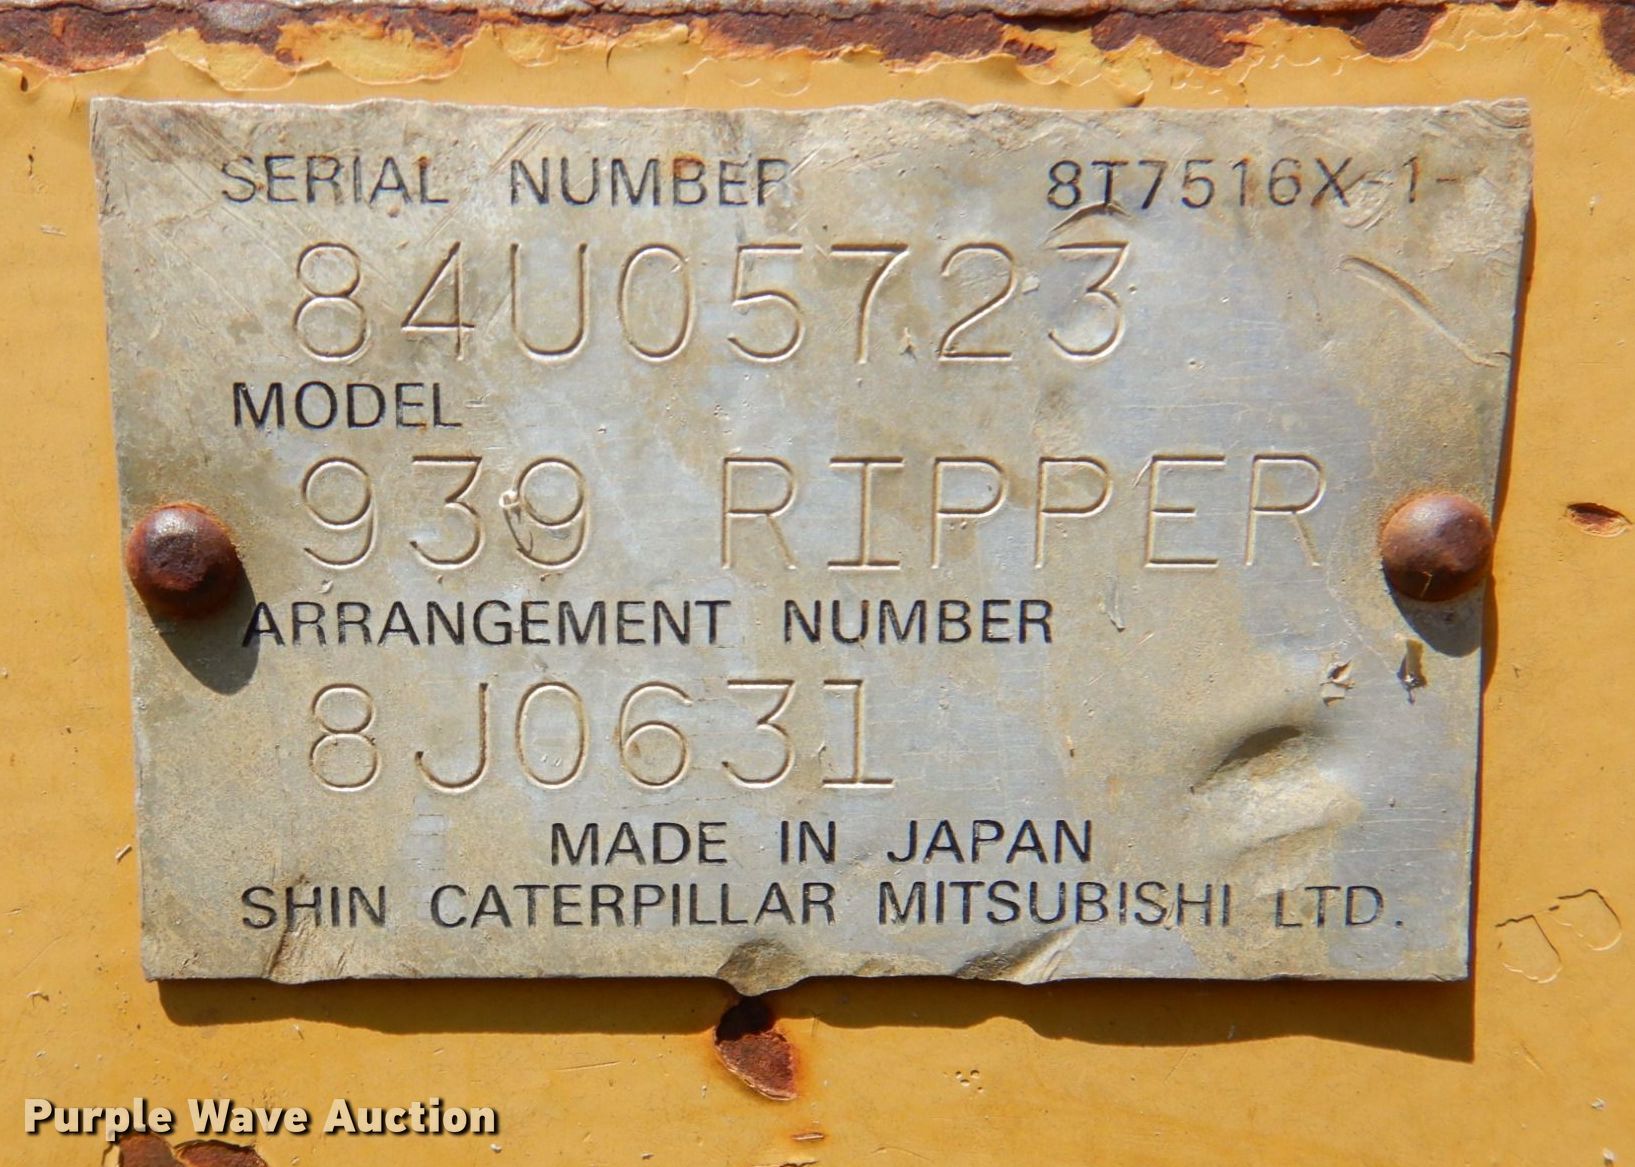 SERIAL NUMBER 8T7516X-1-
84U05723
MODEL
939 RIPPER
ARRANGEMENT NUMBER
8J0631
MADE IN JAPAN
SHIN CATERPILLAR MITSUBISHI LTD.
Purple Wave Auction